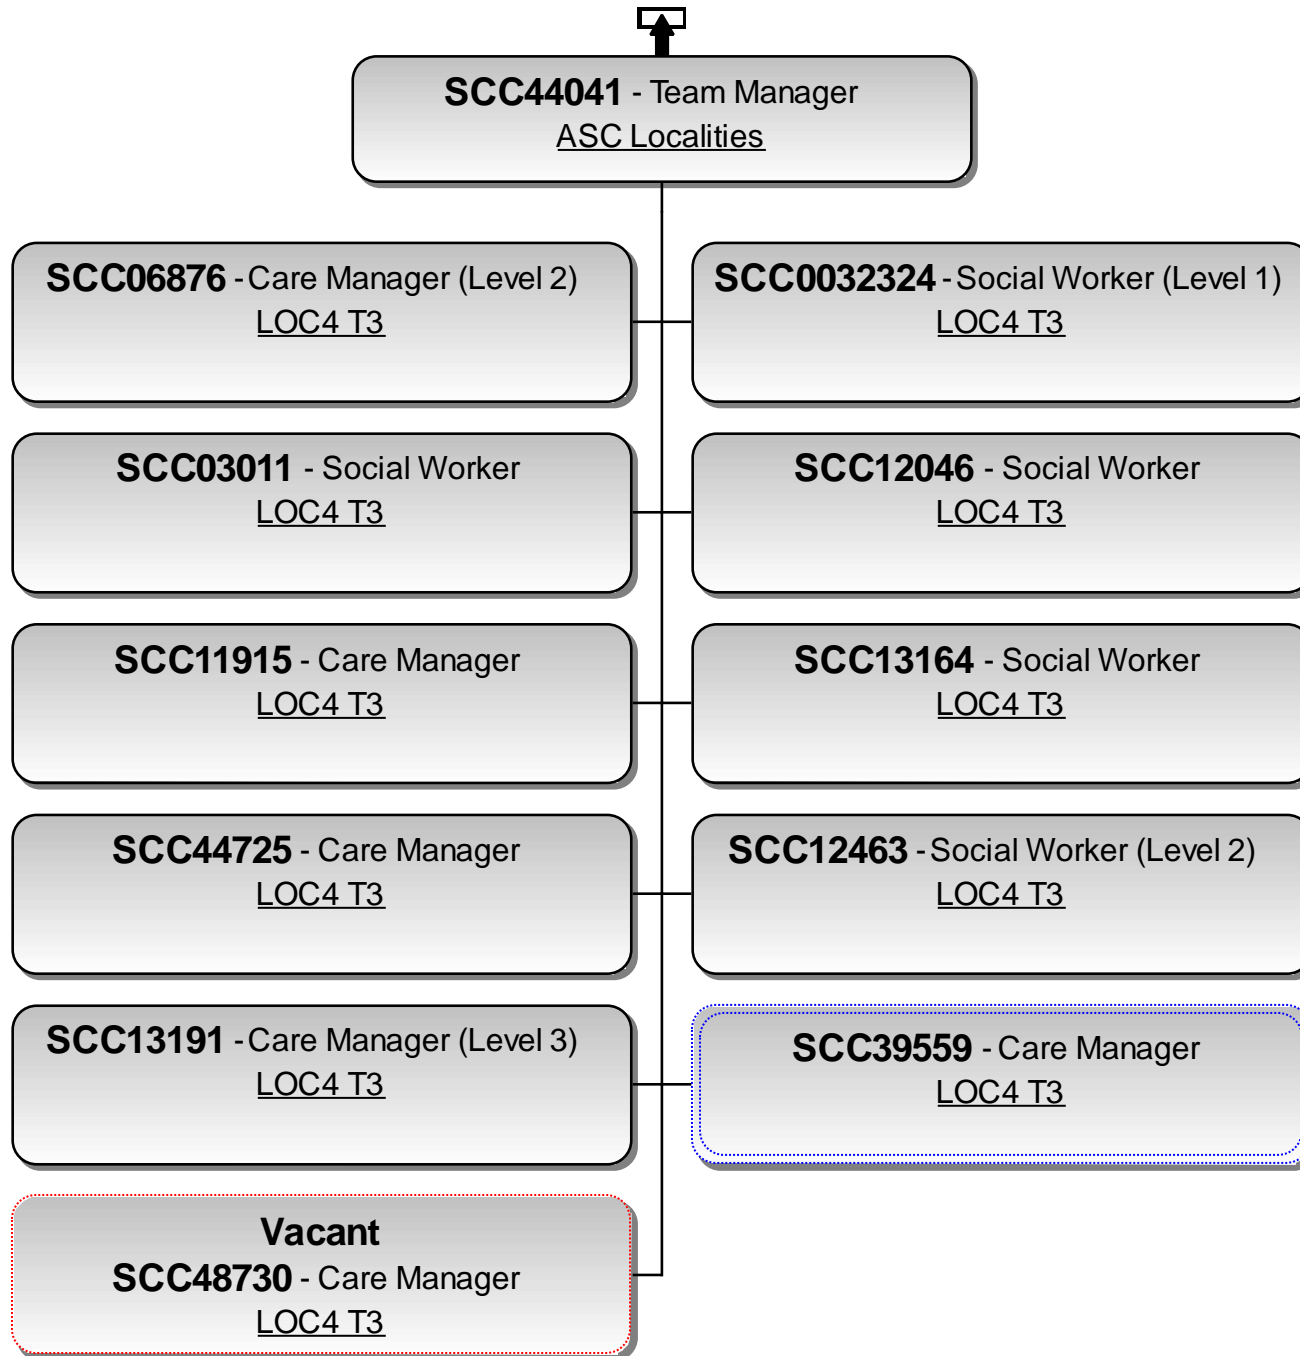 SCC44041 - Team Manager
ASC Localities
SCC06876 - Care Manager (Level 2)
LOC4 T3
SCC0032324 - Social Worker (Level 1)
LOC4 T3
SCC03011 - Social Worker
LOC4 T3
SCC12046 - Social Worker
LOC4 T3
SCC11915 - Care Manager
LOC4 T3
SCC13164 - Social Worker
LOC4 T3
SCC44725 - Care Manager
LOC4 T3
SCC12463 - Social Worker (Level 2)
LOC4 T3
SCC13191 - Care Manager (Level 3)
LOC4 T3
SCC39559 - Care Manager
LOC4 T3
Vacant
SCC48730 - Care Manager
LOC4 T3